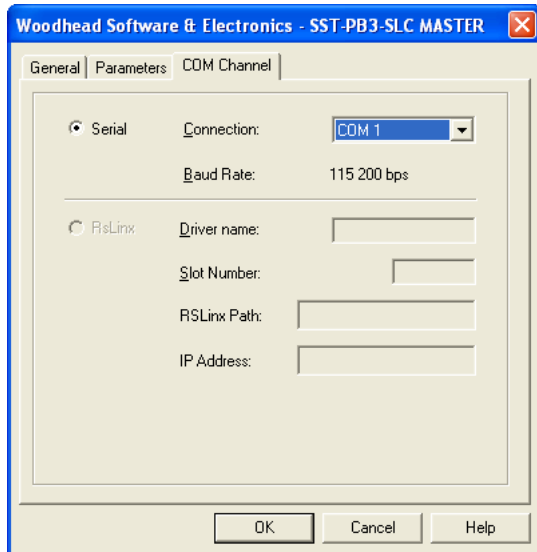 Woodhead Software & Electronics - SST-PB3-SLC MASTER
General Parameters COM Channel
Serial Connection: COM 1
Baud Rate: 115 200 bps
RsLinx Driver name:
Slot Number:
RSLinx Path:
IP Address:
OK Cancel Help